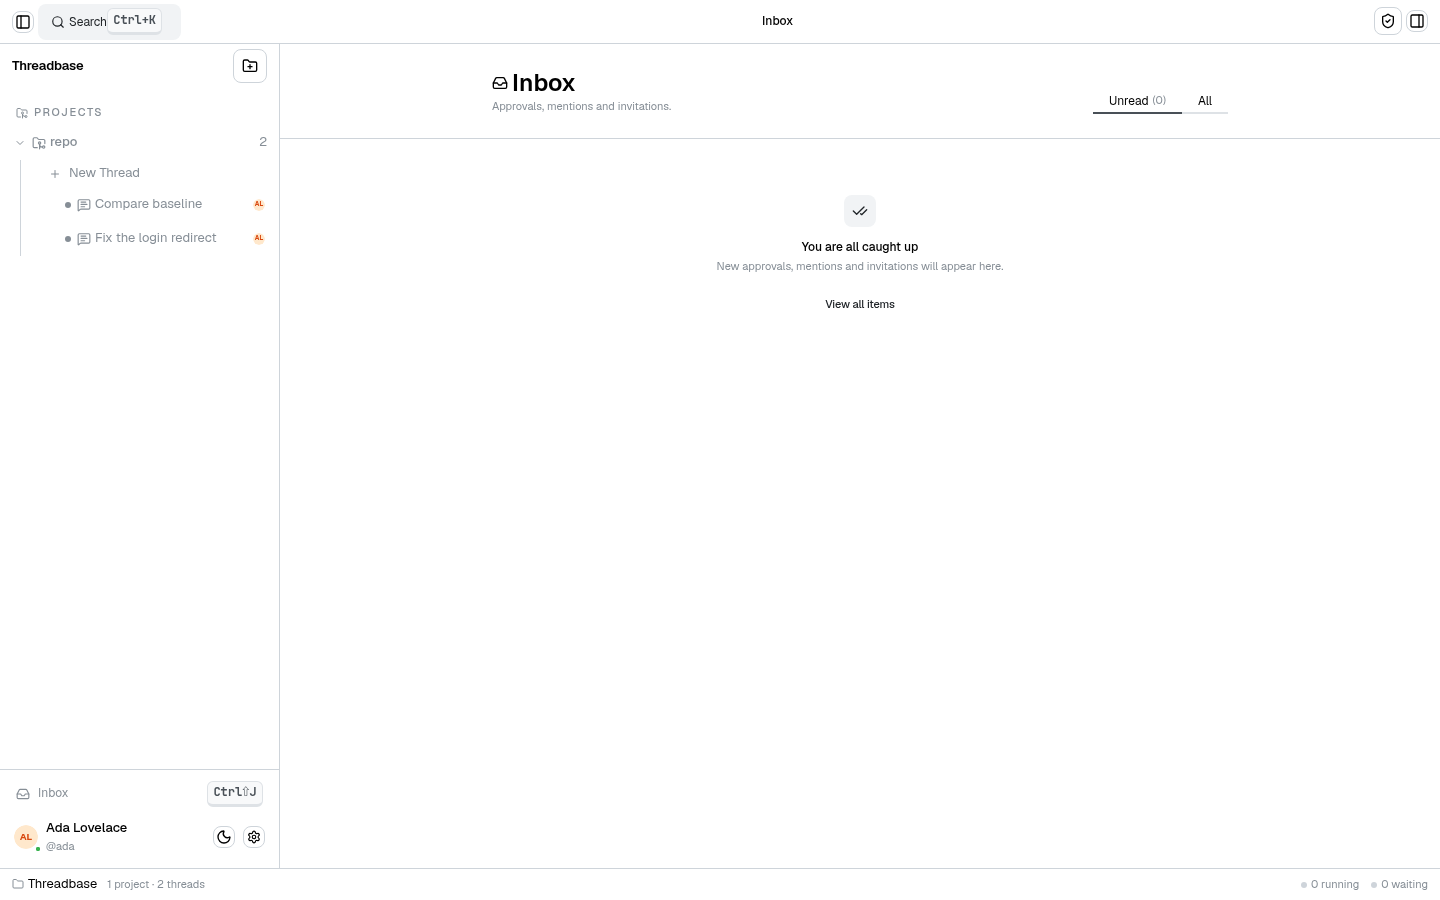 Search Ctrl+K
Inbox
Threadbase
PROJECTS
repo 2
New Thread
Compare baseline AL
Fix the login redirect AL
Inbox
Approvals, mentions and invitations.
Unread (0) All
You are all caught up
New approvals, mentions and invitations will appear here.
View all items
Inbox Ctrl⇧J
AL Ada Lovelace
@ada
Threadbase 1 project · 2 threads
0 running 0 waiting